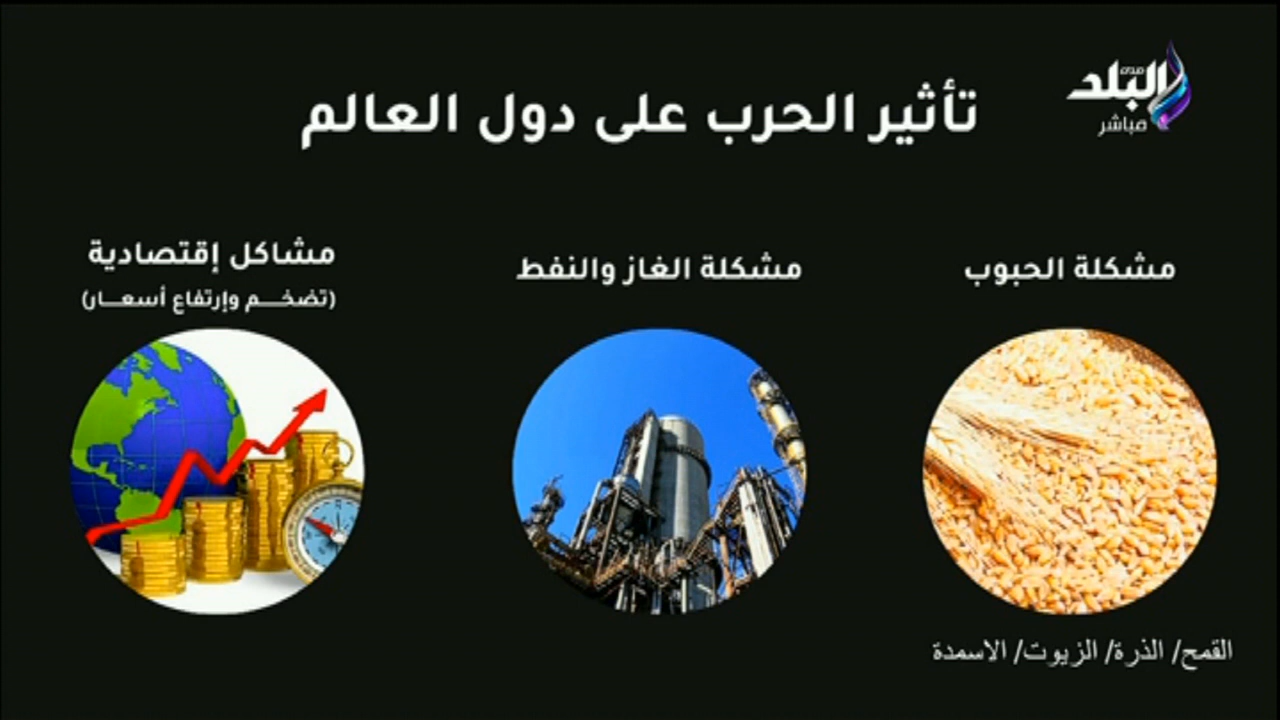 صدى
البلد
مباشر
تأثير الحرب على دول العالم
مشكلة الحبوب
مشكلة الغاز والنفط
مشاكل إقتصادية
(تضخم وإرتفاع أسعار)
القمح/ الذرة/ الزيوت/ الاسمدة